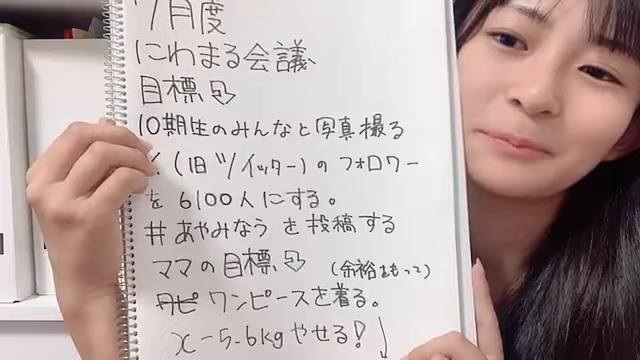 7月度
にわまる会議
目標
10期生のみんなと写真撮る
X(旧ツイッター)のフォロワー
を6100人にする。
#あやみなうを投稿する
ママの目標 (余裕をもって)
ワンピースを着る。
x-5.6kgやせる!